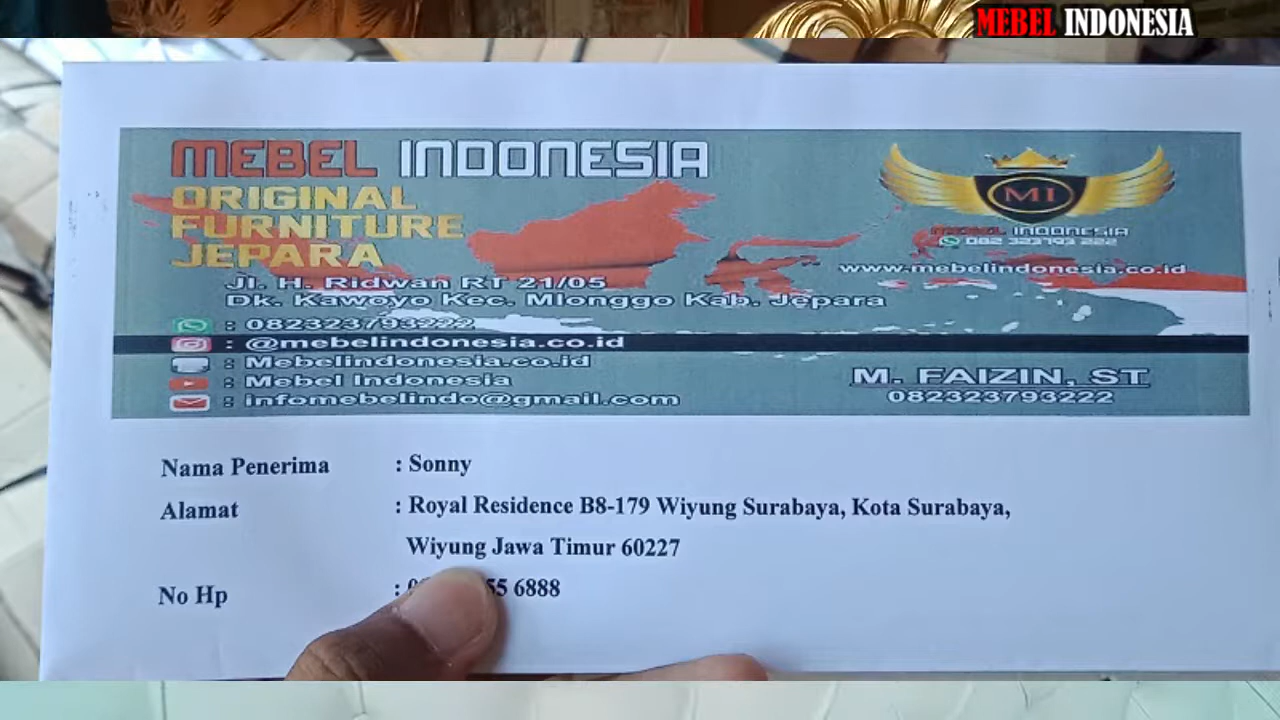 MEBEL INDONESIA
MEBEL INDONESIA
ORIGINAL
FURNITURE
JEPARA
Jl. H. Ridwan RT 21/05
Dk. Kawoyo Kec. Mlonggo Kab. Jepara
: 082323793222
: @mebelindonesia.co.id
: Mebelindonesia.co.id
: Mebel Indonesia
: infomebelindo@gmail.com
MI
MEBEL INDONESIA
082 323793 222
www.mebelindonesia.co.id
M. FAIZIN, ST
082323793222
Nama Penerima : Sonny
Alamat : Royal Residence B8-179 Wiyung Surabaya, Kota Surabaya,
Wiyung Jawa Timur 60227
No Hp : 55 6888